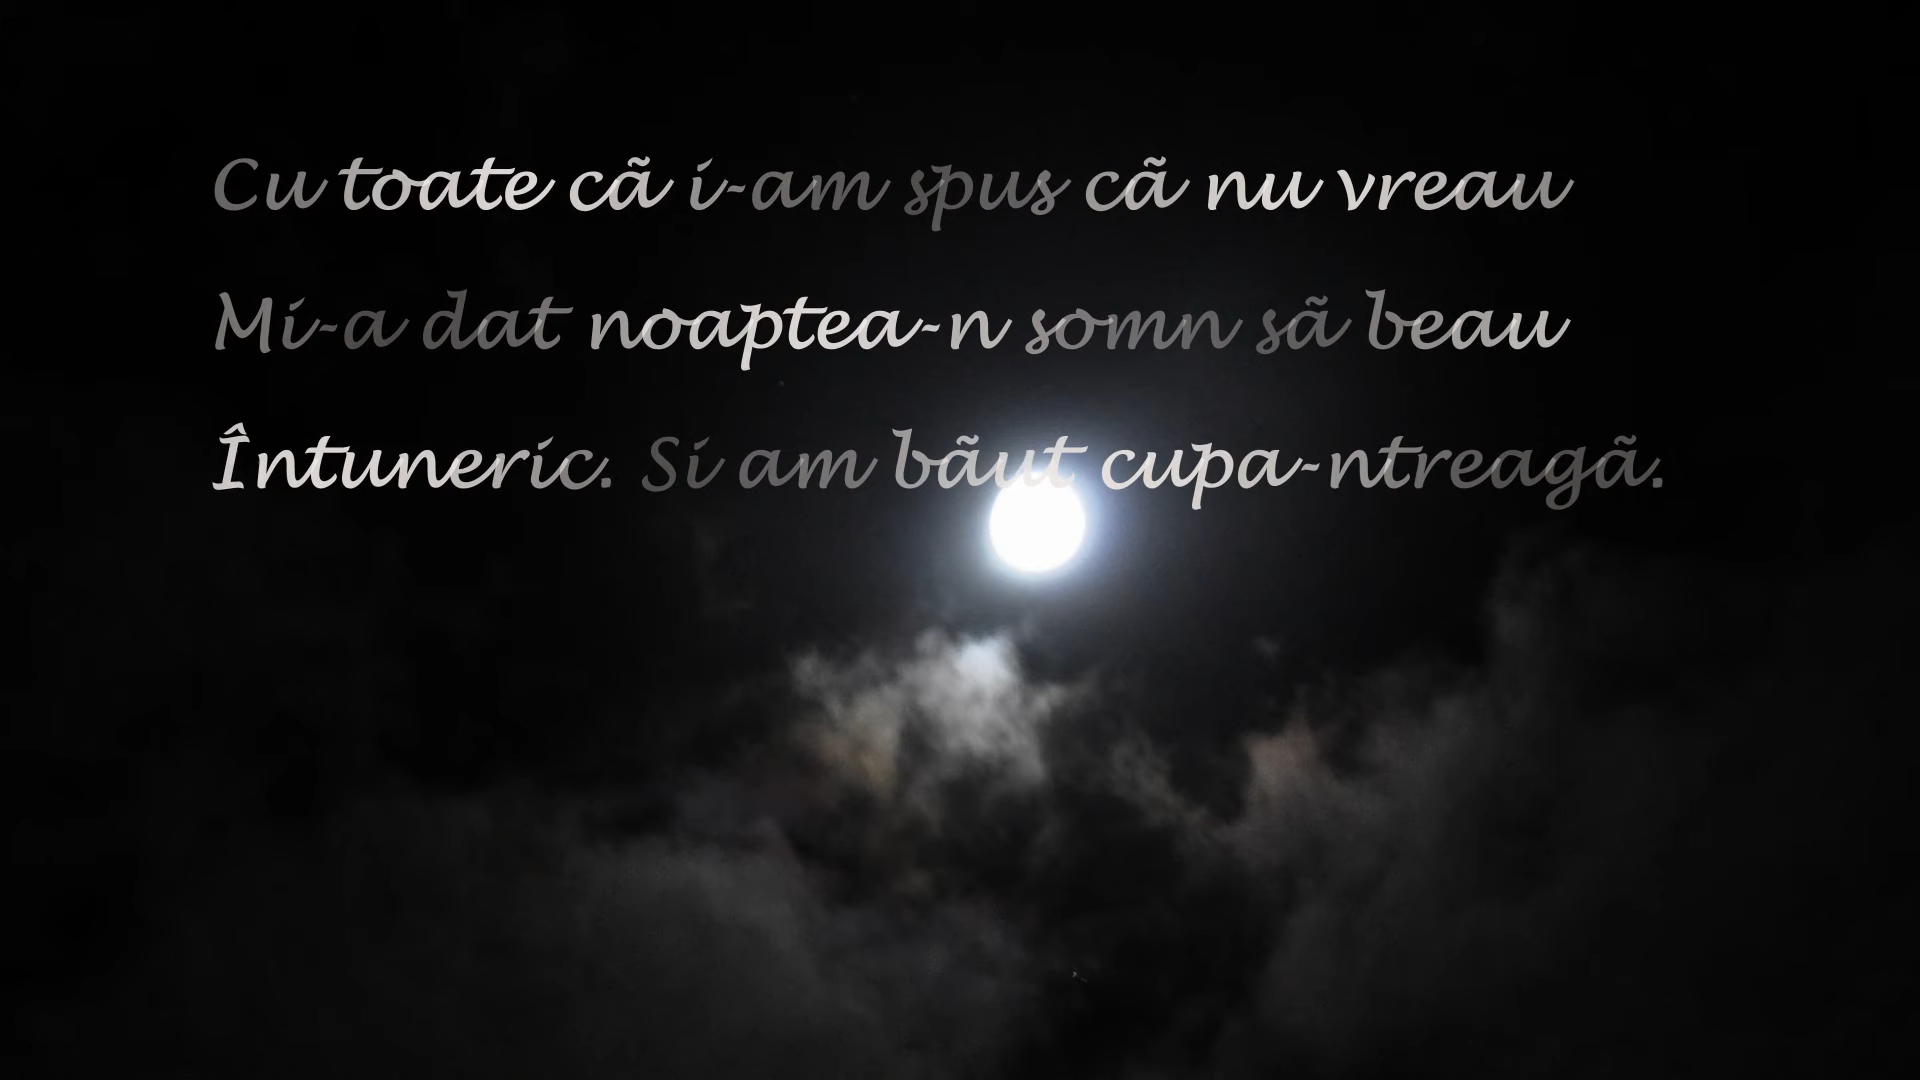 Cu toate cã i-am spus cã nu vreau
Mi-a dat noaptea-n somn sã beau
Întuneric. Si am bãut cupa-ntreagã.